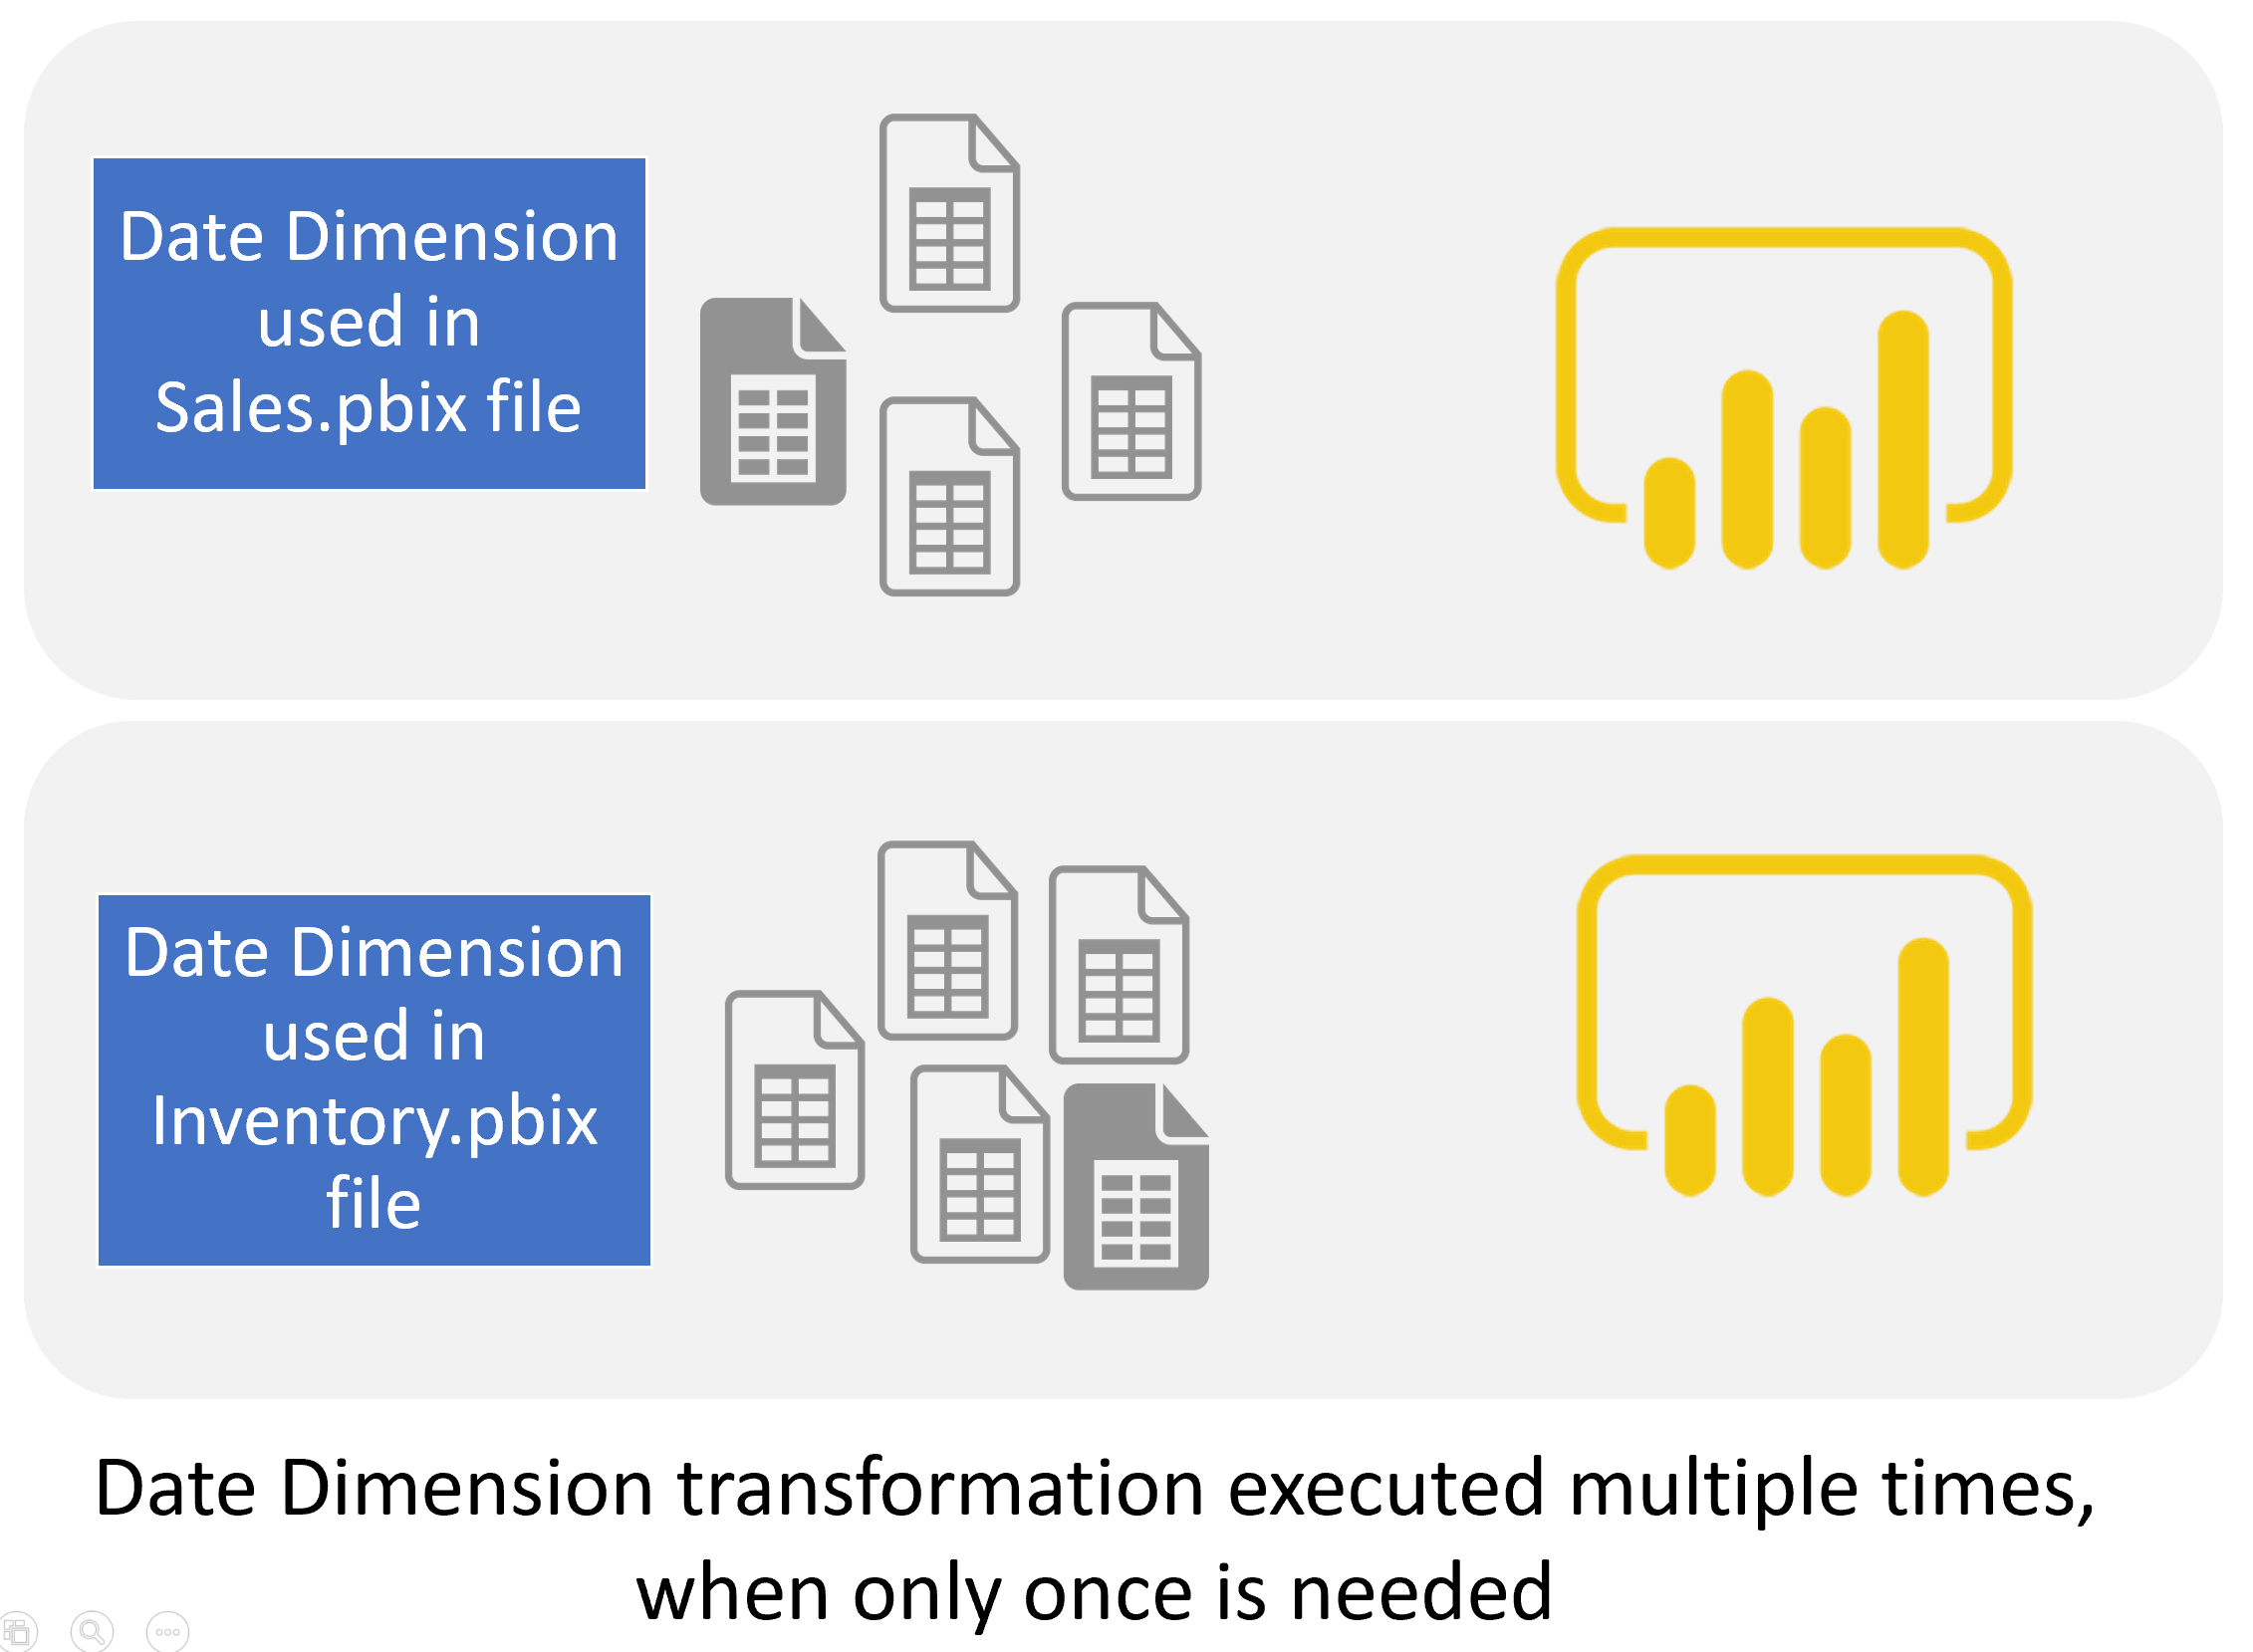 Date Dimension
used in
Sales.pbix file
Date Dimension
used in
Inventory.pbix
file
Date Dimension transformation executed multiple times,
when only once is needed